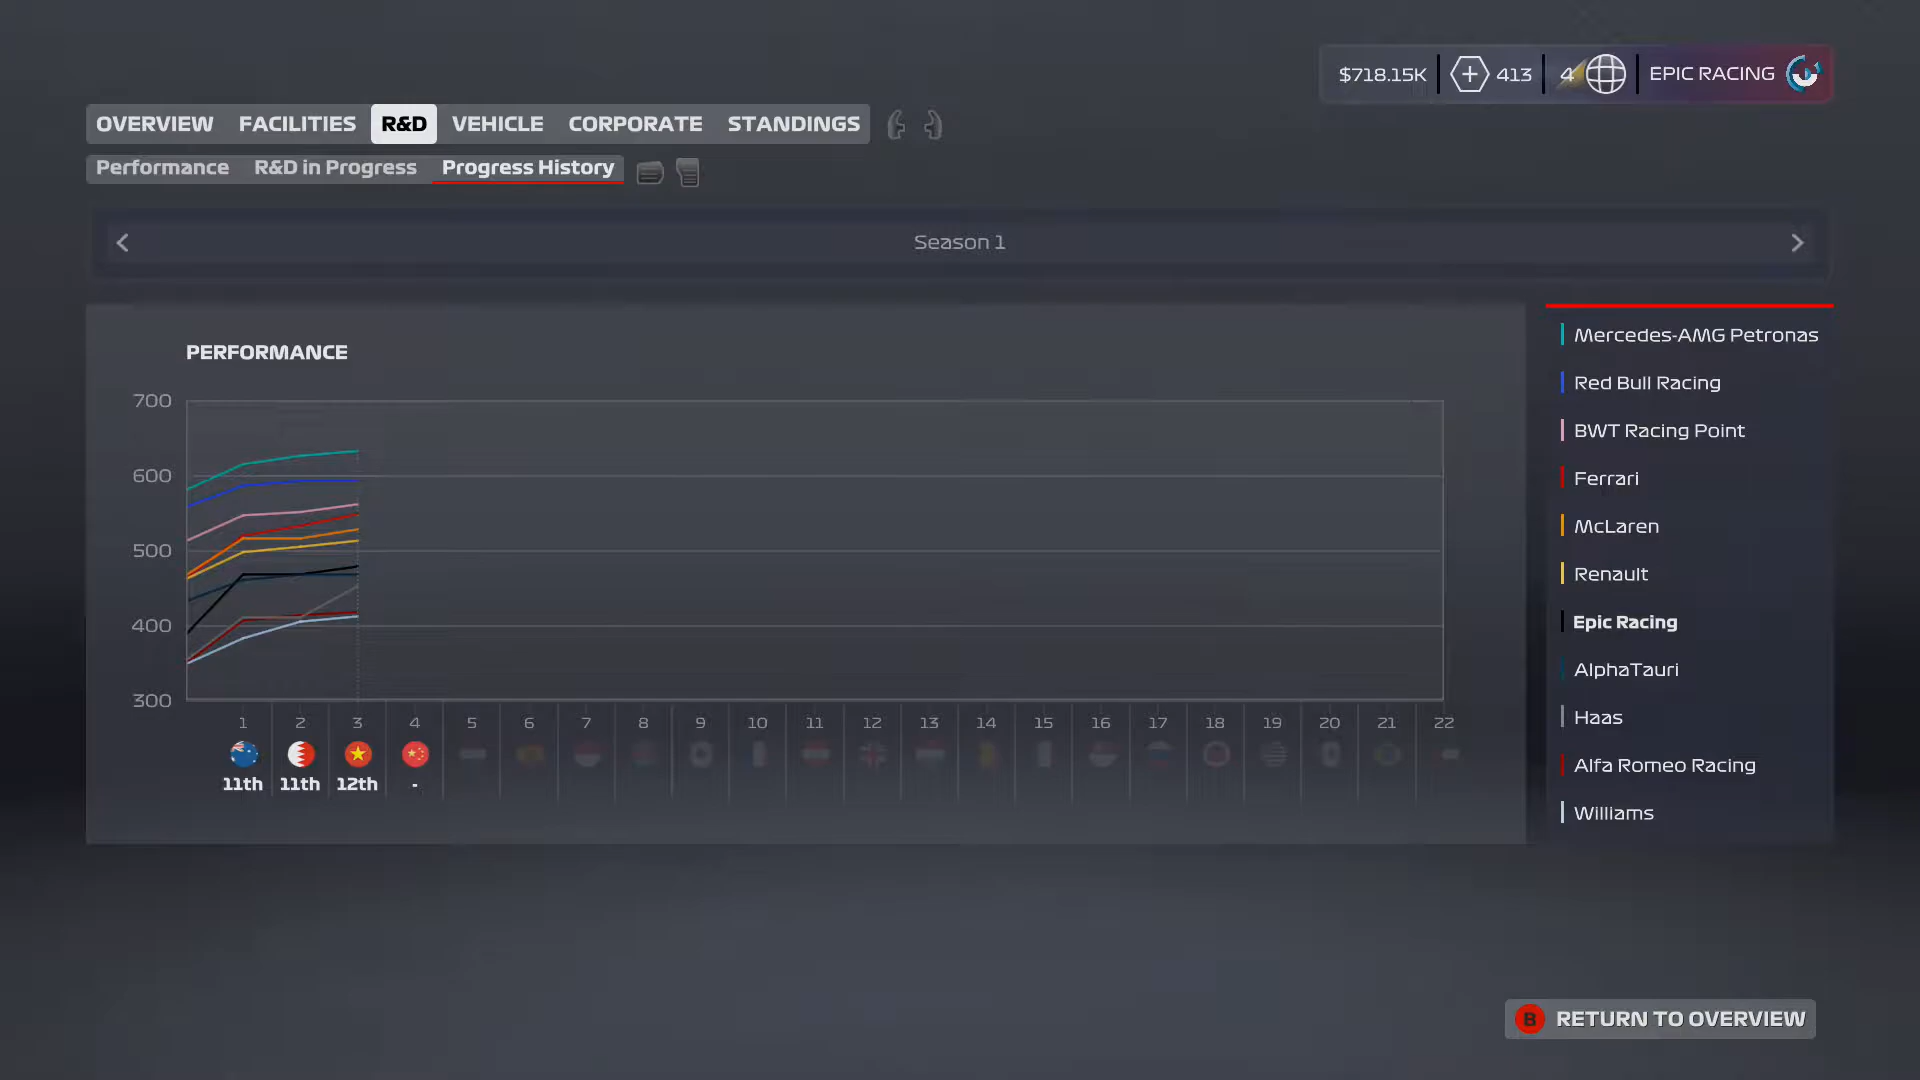 $718.15K 413 4 EPIC RACING
OVERVIEW FACILITIES R&D VEHICLE CORPORATE STANDINGS
Performance R&D in Progress Progress History
Season 1
PERFORMANCE
700
600
500
400
300
1 2 3 4 5 6 7 8 9 10 11 12 13 14 15 16 17 18 19 20 21 22
11th 11th 12th -
Mercedes-AMG Petronas
Red Bull Racing
BWT Racing Point
Ferrari
McLaren
Renault
Epic Racing
AlphaTauri
Haas
Alfa Romeo Racing
Williams
B RETURN TO OVERVIEW